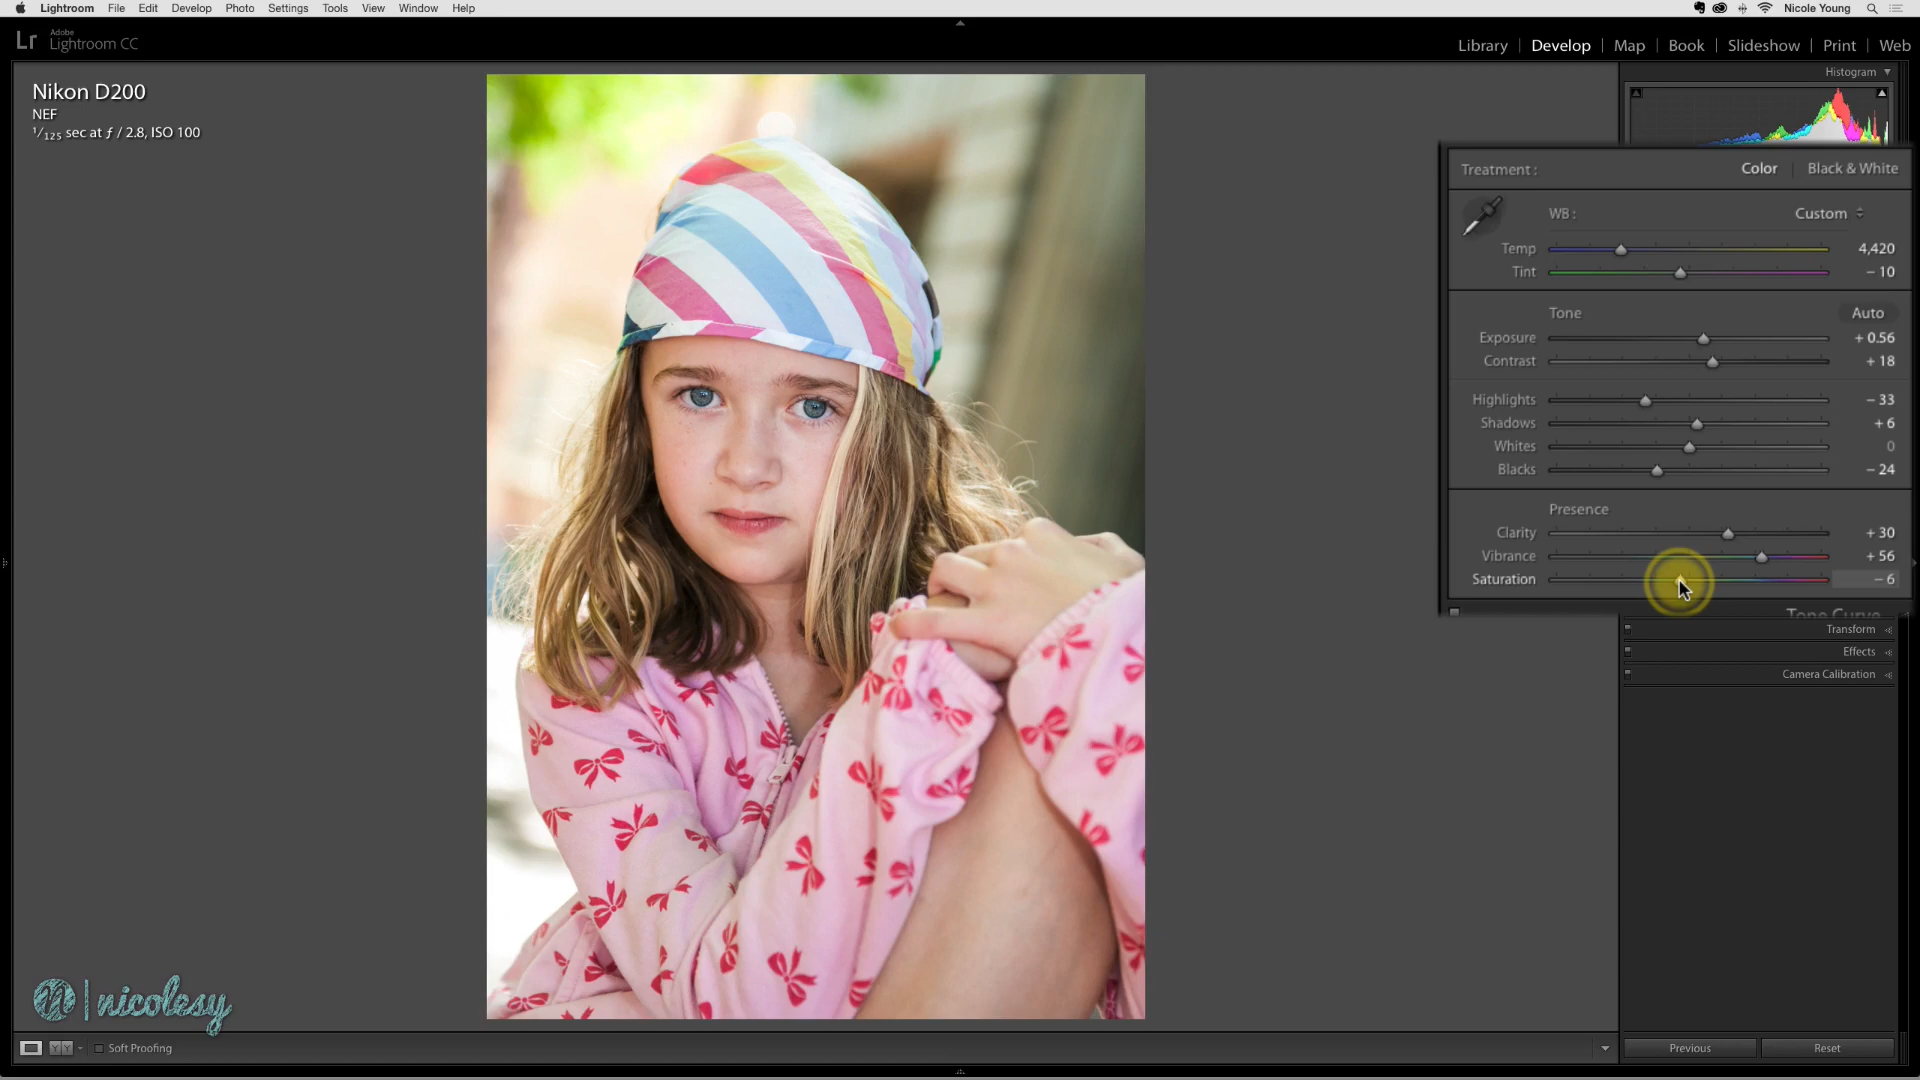 Lightroom File Edit Develop Photo Settings Tools View Window Help Nicole Young
Lr Adobe Lightroom CC
Library | Develop | Map | Book | Slideshow | Print | Web
Nikon D200
NEF
1/125 sec at ƒ / 2.8, ISO 100
Histogram
Treatment : Color | Black & White
WB : Custom
Temp 4,420
Tint − 10
Tone Auto
Exposure + 0.56
Contrast + 18
Highlights − 33
Shadows + 6
Whites 0
Blacks − 24
Presence
Clarity + 30
Vibrance + 56
Saturation − 6
Tone Curve
Transform
Effects
Camera Calibration
n | nicolesy
YY Soft Proofing
Previous Reset